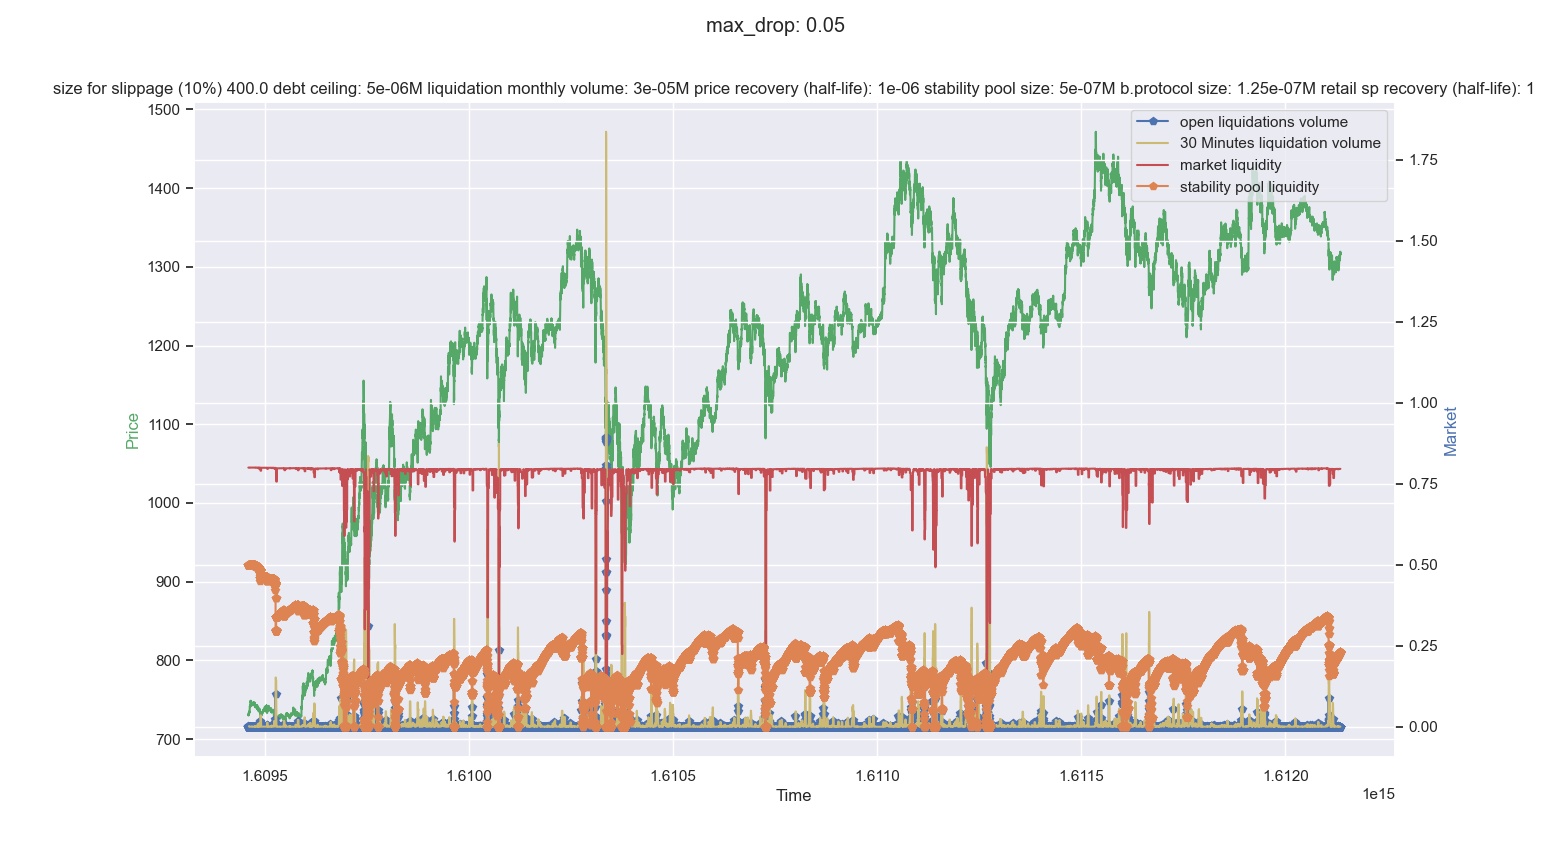 max_drop: 0.05
size for slippage (10%) 400.0 debt ceiling: 5e-06M liquidation monthly volume: 3e-05M price recovery (half-life): 1e-06 stability pool size: 5e-07M b.protocol size: 1.25e-07M retail sp recovery (half-life): 1
open liquidations volume
30 Minutes liquidation volume
market liquidity
stability pool liquidity
1500
1400
1300
1200
1100
1000
900
800
700
Price
1.75
1.50
1.25
1.00
0.75
0.50
0.25
0.00
Market
1.6095
1.6100
1.6105
1.6110
1.6115
1.6120
1e15
Time